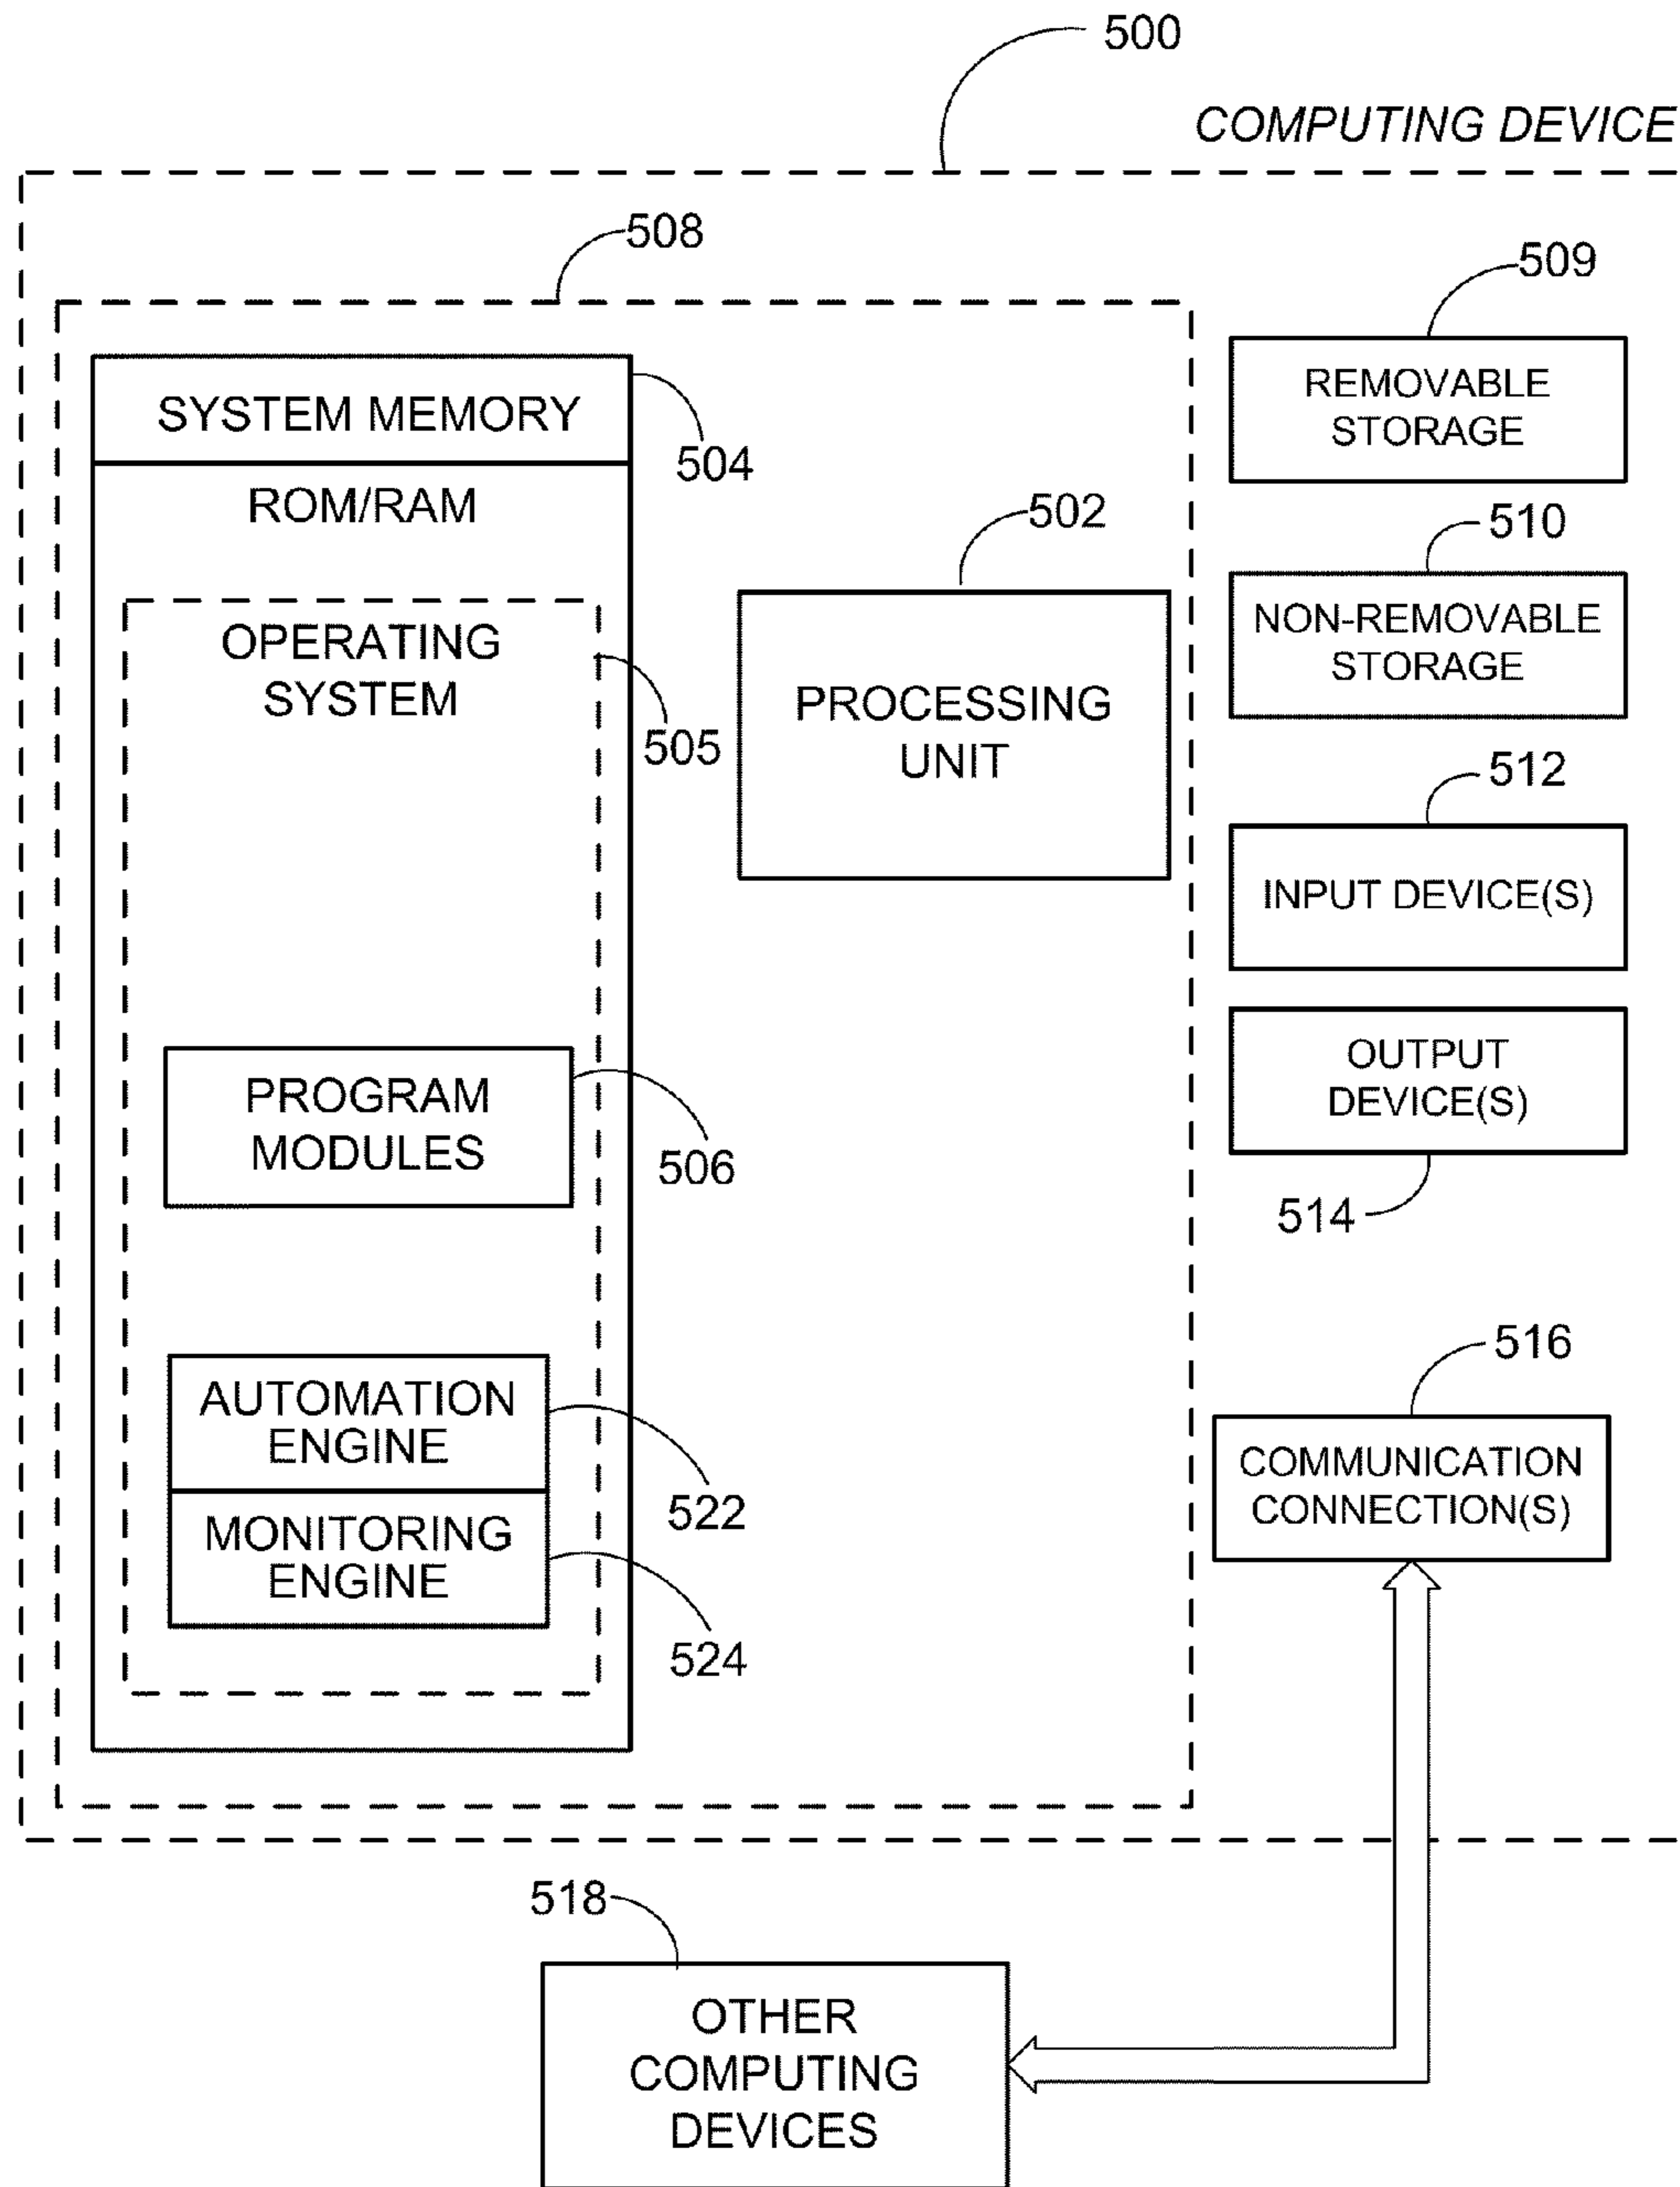 500
COMPUTING DEVICE
508
509
SYSTEM MEMORY
504
ROM/RAM
REMOVABLE
STORAGE
502
510
OPERATING
SYSTEM
505
PROCESSING
UNIT
NON-REMOVABLE
STORAGE
512
INPUT DEVICE(S)
PROGRAM
MODULES
506
OUTPUT
DEVICE(S)
514
AUTOMATION
ENGINE
522
MONITORING
ENGINE
524
516
COMMUNICATION
CONNECTION(S)
518
OTHER
COMPUTING
DEVICES